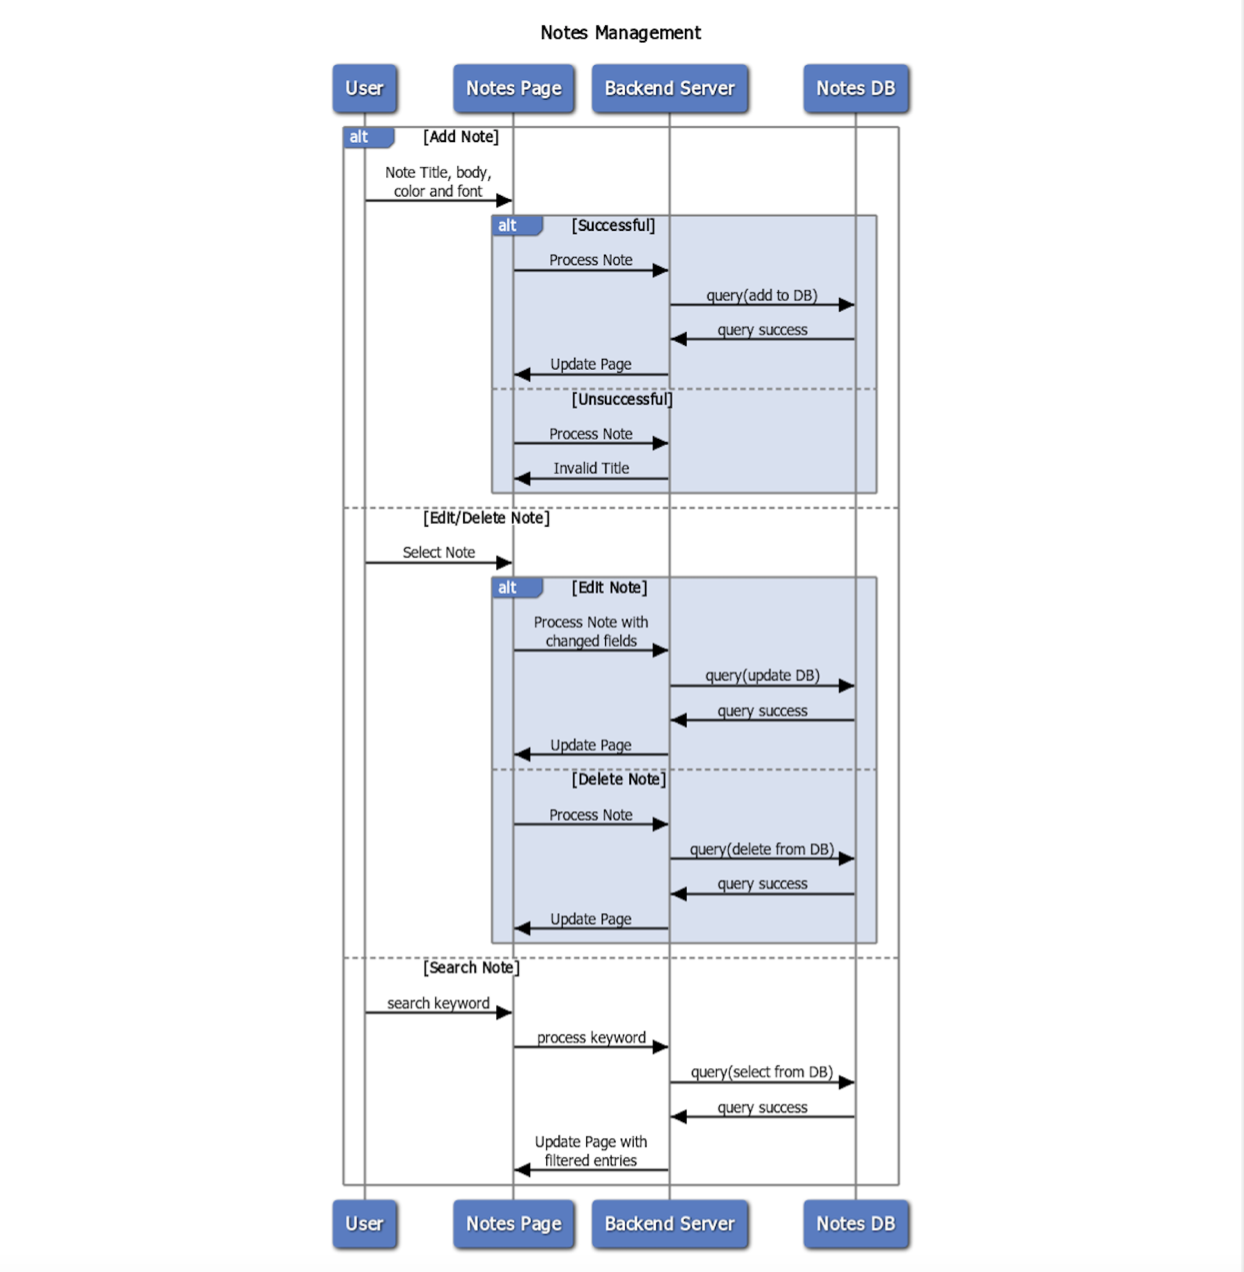 Notes Management
User
Notes Page
Backend Server
Notes DB
alt
[Add Note]
Note Title, body,
color and font
alt
[Successful]
Process Note
query(add to DB)
query success
Update Page
[Unsuccessful]
Process Note
Invalid Title
[Edit/Delete Note]
Select Note
alt
[Edit Note]
Process Note with
changed fields
query(update DB)
query success
Update Page
[Delete Note]
Process Note
query(delete from DB)
query success
Update Page
[Search Note]
search keyword
process keyword
query(select from DB)
query success
Update Page with
filtered entries
User
Notes Page
Backend Server
Notes DB